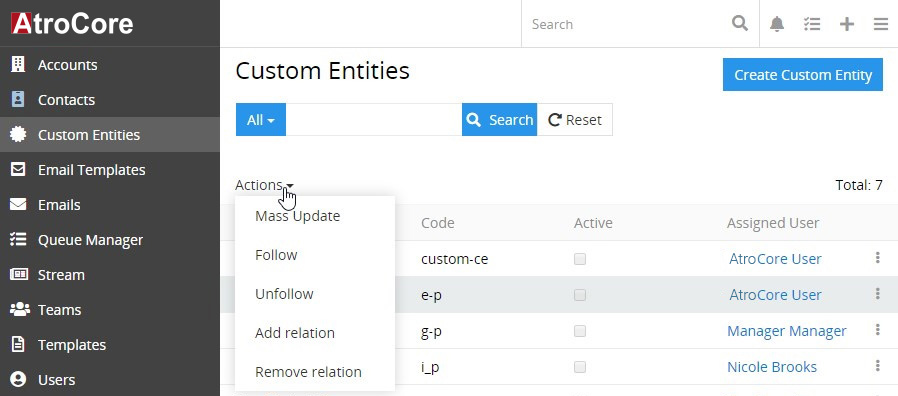 AtroCore
Accounts
Contacts
Custom Entities
Email Templates
Emails
Queue Manager
Stream
Teams
Templates
Users
Search
Custom Entities
Create Custom Entity
All
Search
Reset
Actions
Total: 7
Mass Update
Follow
Unfollow
Add relation
Remove relation
Code Active Assigned User
custom-ce AtroCore User
e-p AtroCore User
g-p Manager Manager
i_p Nicole Brooks